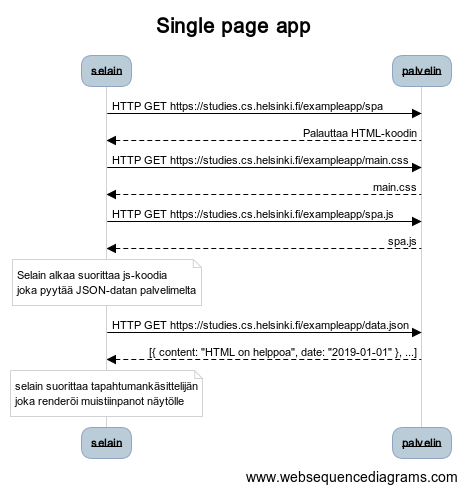 Single page app
selain
palvelin
HTTP GET https://studies.cs.helsinki.fi/exampleapp/spa
Palauttaa HTML-koodin
HTTP GET https://studies.cs.helsinki.fi/exampleapp/main.css
main.css
HTTP GET https://studies.cs.helsinki.fi/exampleapp/spa.js
spa.js
Selain alkaa suorittaa js-koodia
joka pyytää JSON-datan palvelimelta
HTTP GET https://studies.cs.helsinki.fi/exampleapp/data.json
[{ content: "HTML on helppoa", date: "2019-01-01" }, ...]
selain suorittaa tapahtumankäsittelijän
joka renderöi muistiinpanot näytölle
selain
palvelin
www.websequencediagrams.com